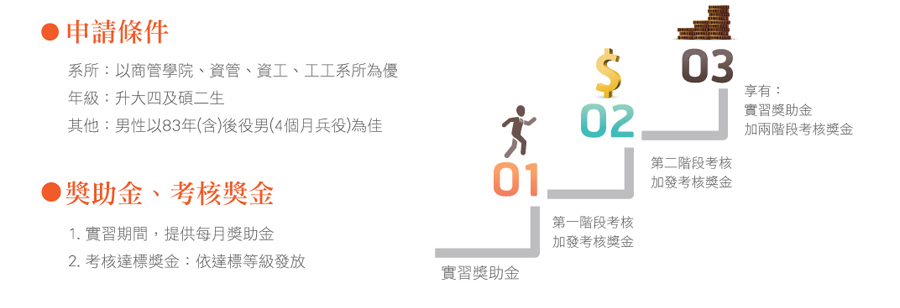 申請條件
系所：以商管學院、資管、資工、工工系所為優
年級：升大四及碩二生
其他：男性以83年(含)後役男(4個月兵役)為佳
獎助金、考核獎金
1. 實習期間，提供每月獎助金
2. 考核達標獎金：依達標等級發放
01
實習獎助金
02
第一階段考核
加發考核獎金
03
第二階段考核
加發考核獎金
享有：
實習獎助金
加兩階段考核獎金